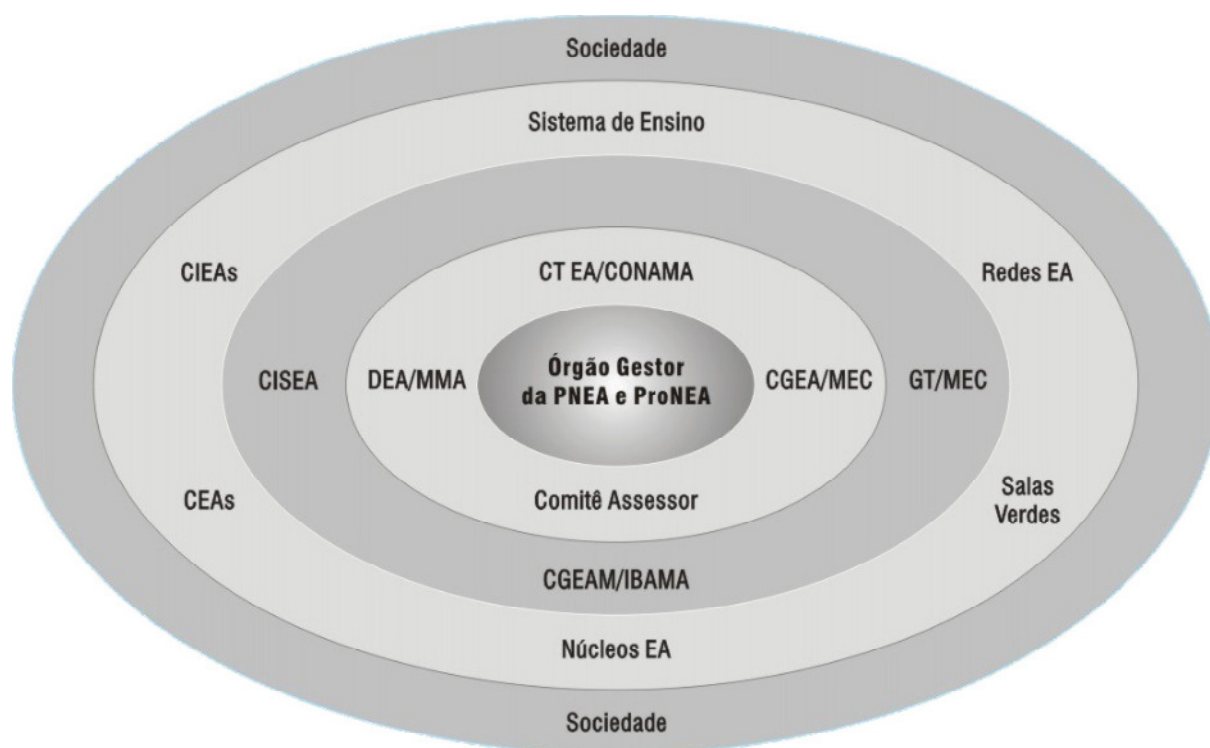 Sociedade
Sistema de Ensino
CIEAs
Redes EA
CT EA/CONAMA
CISEA
DEA/MMA
Órgão Gestor
da PNEA e ProNEA
CGEA/MEC
GT/MEC
CEAs
Comitê Assessor
Salas
Verdes
CGEAM/IBAMA
Núcleos EA
Sociedade